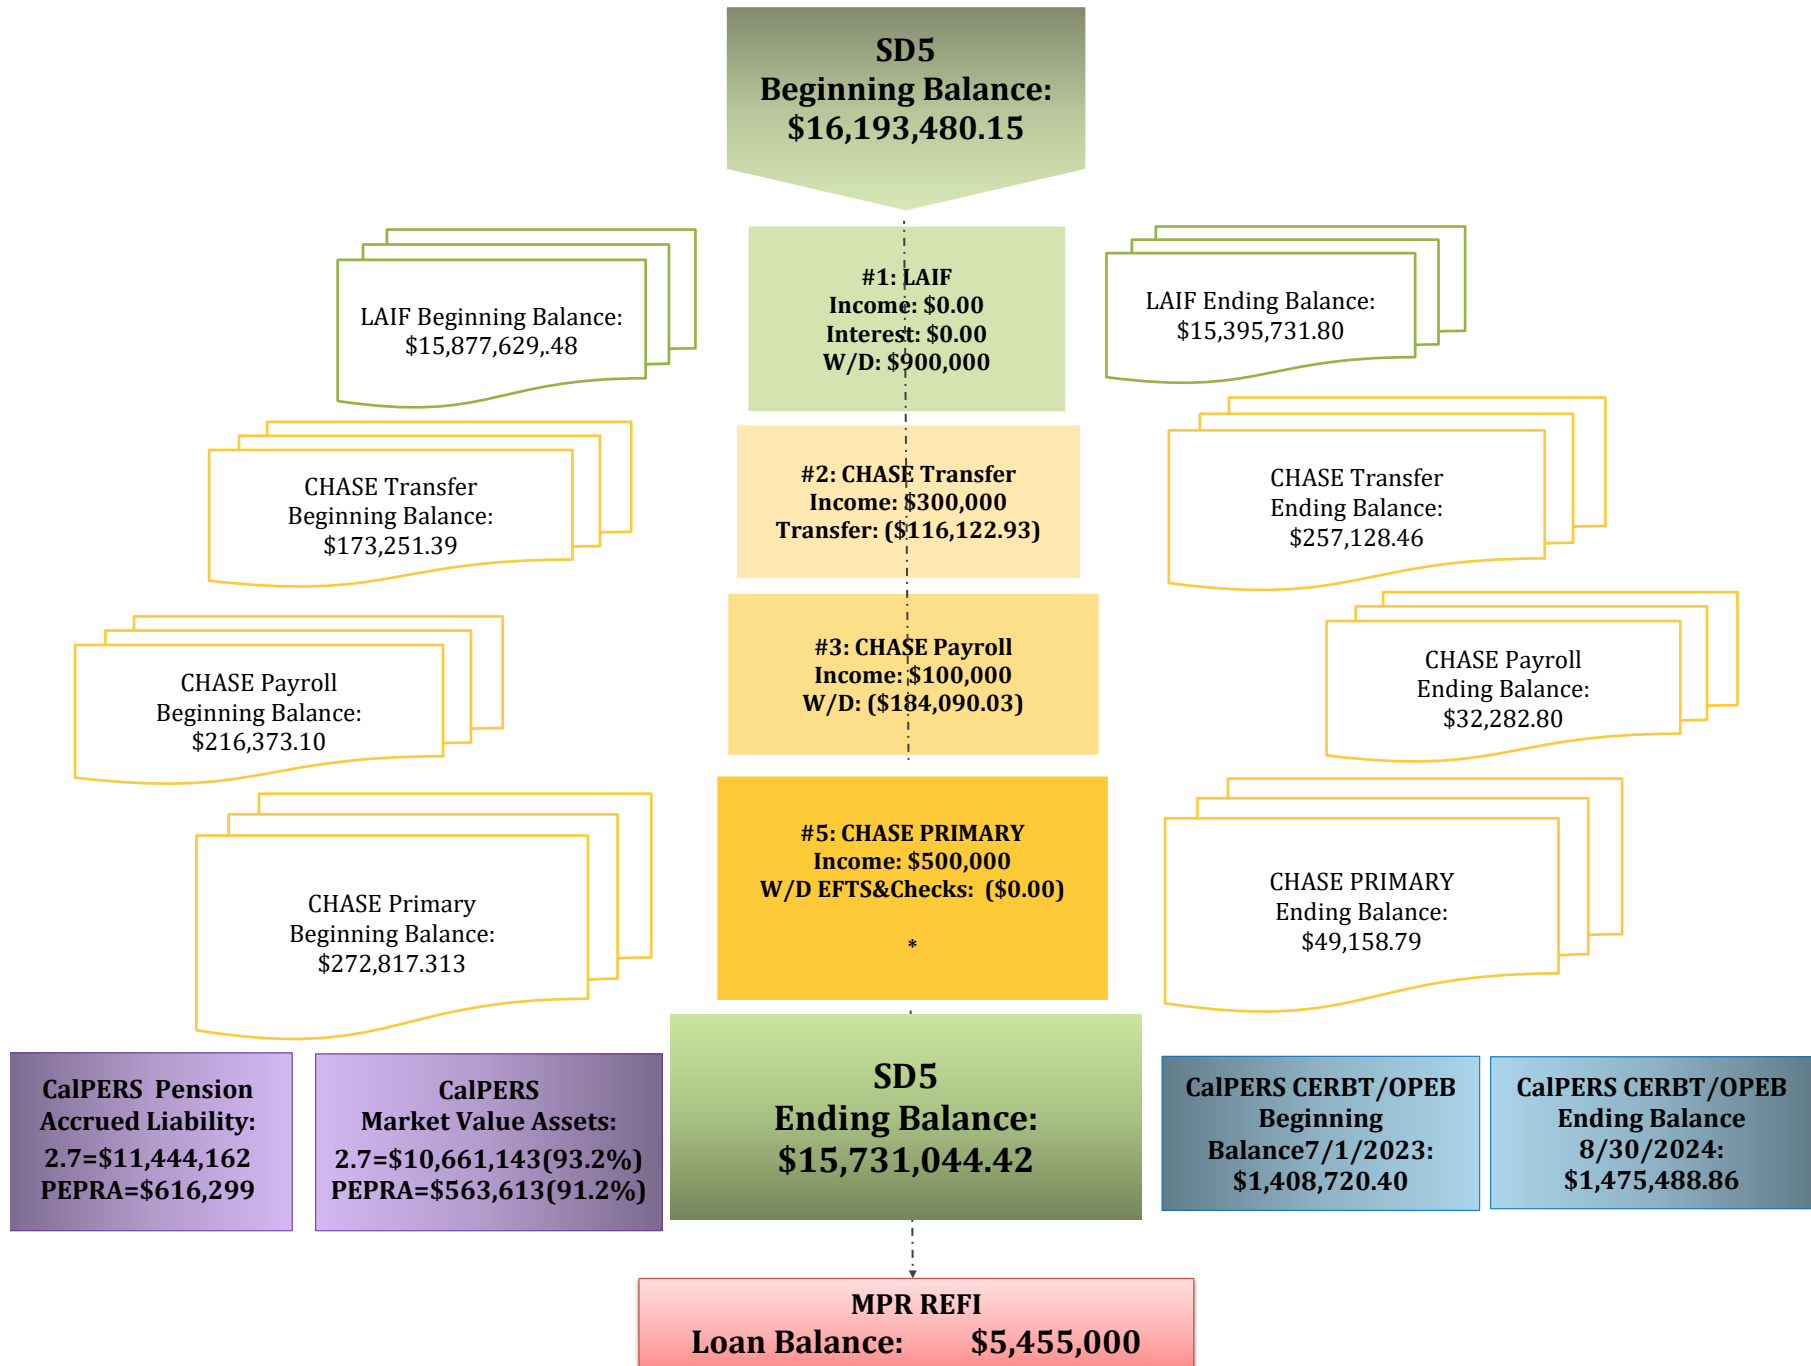 SD5
Beginning Balance:
$16,193,480.15
LAIF Beginning Balance:
$15,877,629,.48
#1: LAIF
Income: $0.00
Interest: $0.00
W/D: $900,000
LAIF Ending Balance:
$15,395,731.80
CHASE Transfer
Beginning Balance:
$173,251.39
#2: CHASE Transfer
Income: $300,000
Transfer: ($116,122.93)
CHASE Transfer
Ending Balance:
$257,128.46
CHASE Payroll
Beginning Balance:
$216,373.10
#3: CHASE Payroll
Income: $100,000
W/D: ($184,090.03)
CHASE Payroll
Ending Balance:
$32,282.80
CHASE Primary
Beginning Balance:
$272,817.313
#5: CHASE PRIMARY
Income: $500,000
W/D EFTS&Checks: ($0.00)
*
CHASE PRIMARY
Ending Balance:
$49,158.79
CalPERS Pension
Accrued Liability:
2.7=$11,444,162
PEPRA=$616,299
CalPERS
Market Value Assets:
2.7=$10,661,143(93.2%)
PEPRA=$563,613(91.2%)
SD5
Ending Balance:
$15,731,044.42
CalPERS CERBT/OPEB
Beginning
Balance7/1/2023:
$1,408,720.40
CalPERS CERBT/OPEB
Ending Balance
8/30/2024:
$1,475,488.86
MPR REFI
Loan Balance: $5,455,000